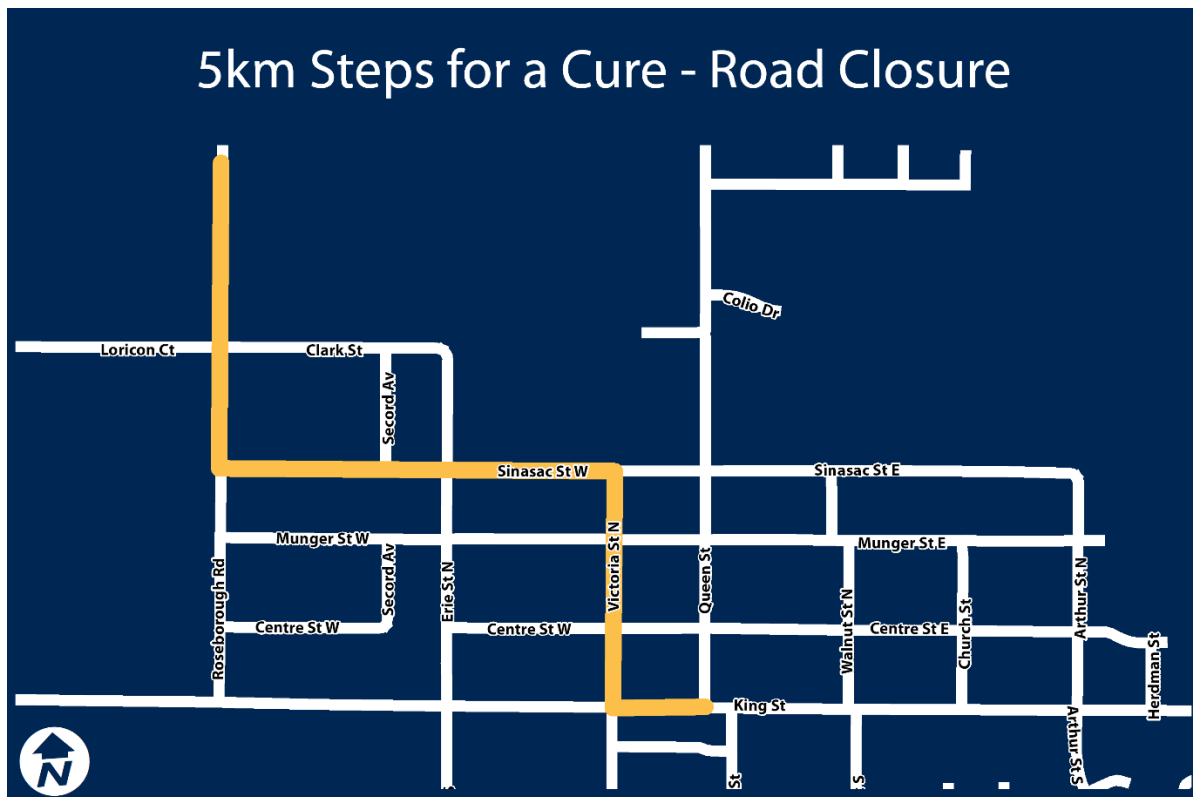 5km Steps for a Cure - Road Closure
Colio Dr
Loricon Ct
Clark St
Second Av
Sinasac St W
Sinasac St E
Munger St W
Munger St E
Second Av
Erie St N
Victoria St N
Queen St
Roseborough Rd
Centre St W
Centre St W
Walnut St N
Centre St E
Church St
Arthur St N
Herdman St
King St
Arthur St S
St
S
N